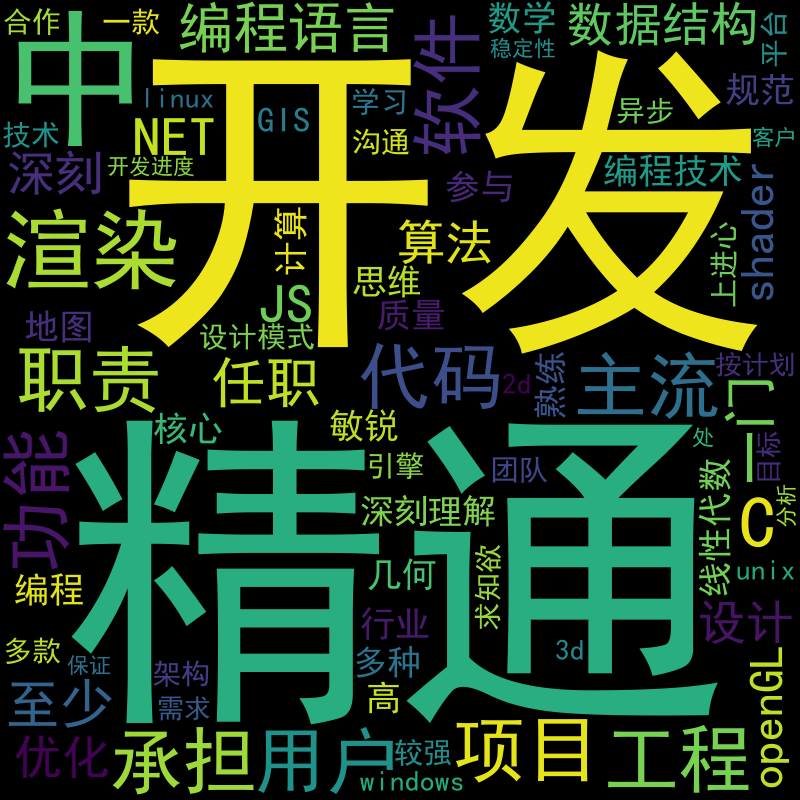 合作
一款
编程语言
数学
数据结构
平台
中
开发
软件
稳定性
linux
GIS
学习
异步
规范
技术
NET
沟通
客户
深刻
开发进度
参与
编程技术
shader
渲染
计算
算法
上进心
思维
JS
地图
设计模式
质量
职责
任职
代码
主流
按计划
2d
熟练
一门
核心
敏锐
处
目标
功能
精通
引擎
团队
线性代数
分析
深刻理解
C
求知欲
编程
几何
unix
行业
设计
多款
保证
架构
多种
3d
openGL
至少
需求
高
优化
承担
用户
较强
项目
工程
windows